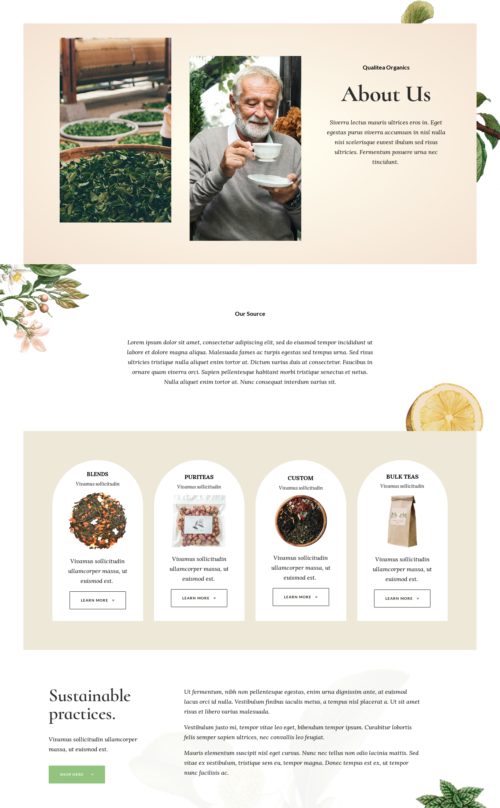 Qualitea Organics
About Us
Viverra lectus mauris ultrices eros in. Eget
egestas purus viverra accumsan in nisl nulla
nisi scelerisque euvest ibulum sed risus
ultricies. Fermentum posuere urna nec
tincidunt.
Our Source
Lorem ipsum dolor sit amet, consectetur adipiscing elit, sed do eiusmod tempor incididunt ut
labore et dolore magna aliqua. Malesuada fames ac turpis egestas sed tempus urna. Sed risus
ultricies tristique nulla aliquet enim tortor at. Dictum varius duis at consectetur. Faucibus in
ornare quam viverra orci. Sapien pellentesque habitant morbi tristique senectus et netus.
Nulla aliquet enim tortor at. Nunc consequat interdum varius sit.
BLENDS
Vivamus sollicitudin
Vivamus sollicitudin
ullamcorper massa, ut
euismod est.
LEARN MORE
PURITEAS
Vivamus sollicitudin
Vivamus sollicitudin
ullamcorper massa, ut
euismod est.
LEARN MORE
CUSTOM
Vivamus sollicitudin
Vivamus sollicitudin
ullamcorper massa, ut
euismod est.
LEARN MORE
BULK TEAS
Vivamus sollicitudin
Vivamus sollicitudin
ullamcorper massa, ut
euismod est.
LEARN MORE
Sustainable
practices.
Vivamus sollicitudin ullamcorper
massa, ut euismod est.
SHOP HERE
Ut fermentum, nibh non pellentesque egestas, enim urna dignissim ante, at euismod
lacus orci id nulla. Vestibulum finibus iaculis metus, a tempus nisl placerat a. Ut sit amet
risus et libero varius malesuada.
Vestibulum justo mi, tempor vitae leo eget, bibendum tempor ipsum. Curabitur lobortis
felis semper sapien ultrices, nec convallis leo feugiat.
Mauris elementum suscipit nisl eget cursus. Nunc nec tellus non odio lacinia mattis. Sed
vitae ex vestibulum, tristique sem eu, tempor magna. Donec tempus est ex, ut tempor
nunc facilisis ac.